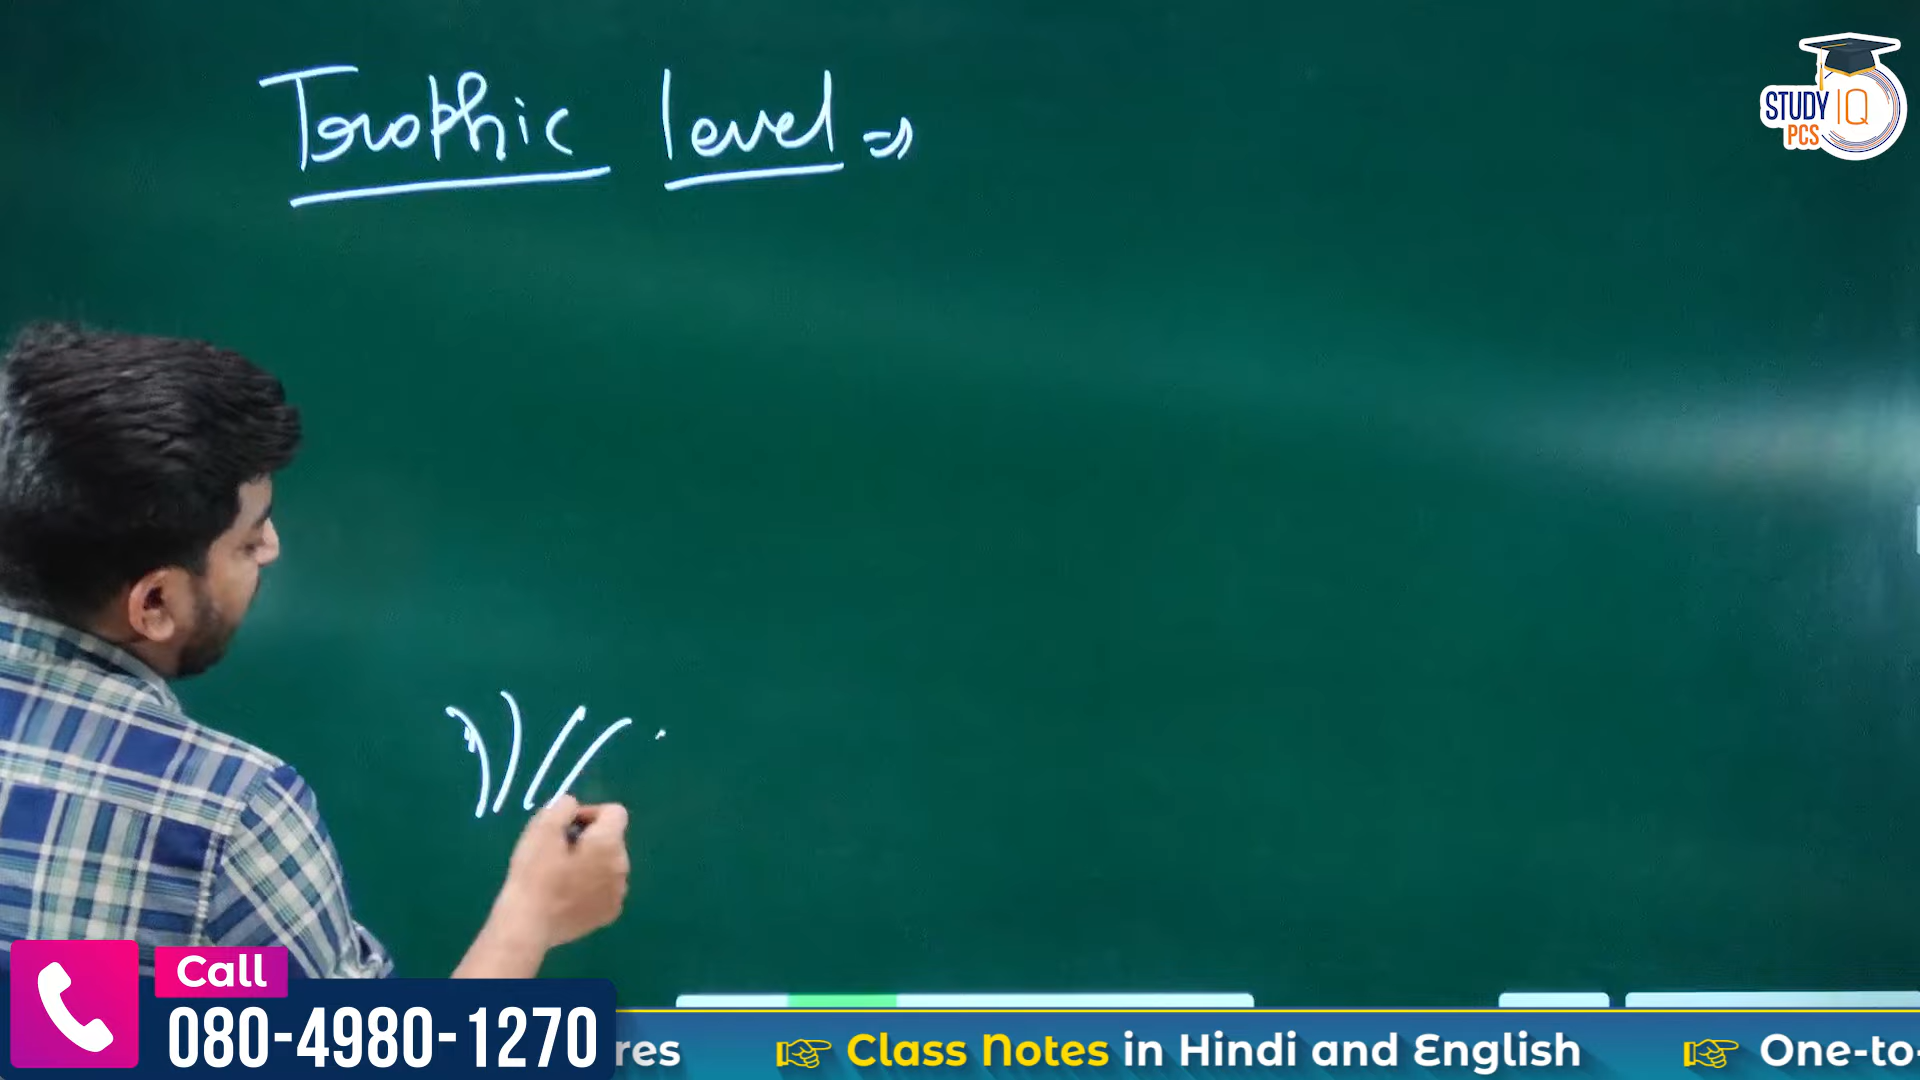 Trophic level ⇒
STUDY IQ
PCS
Call
080-4980-1270
res ☞ Class Notes in Hindi and English ☞ One-to-